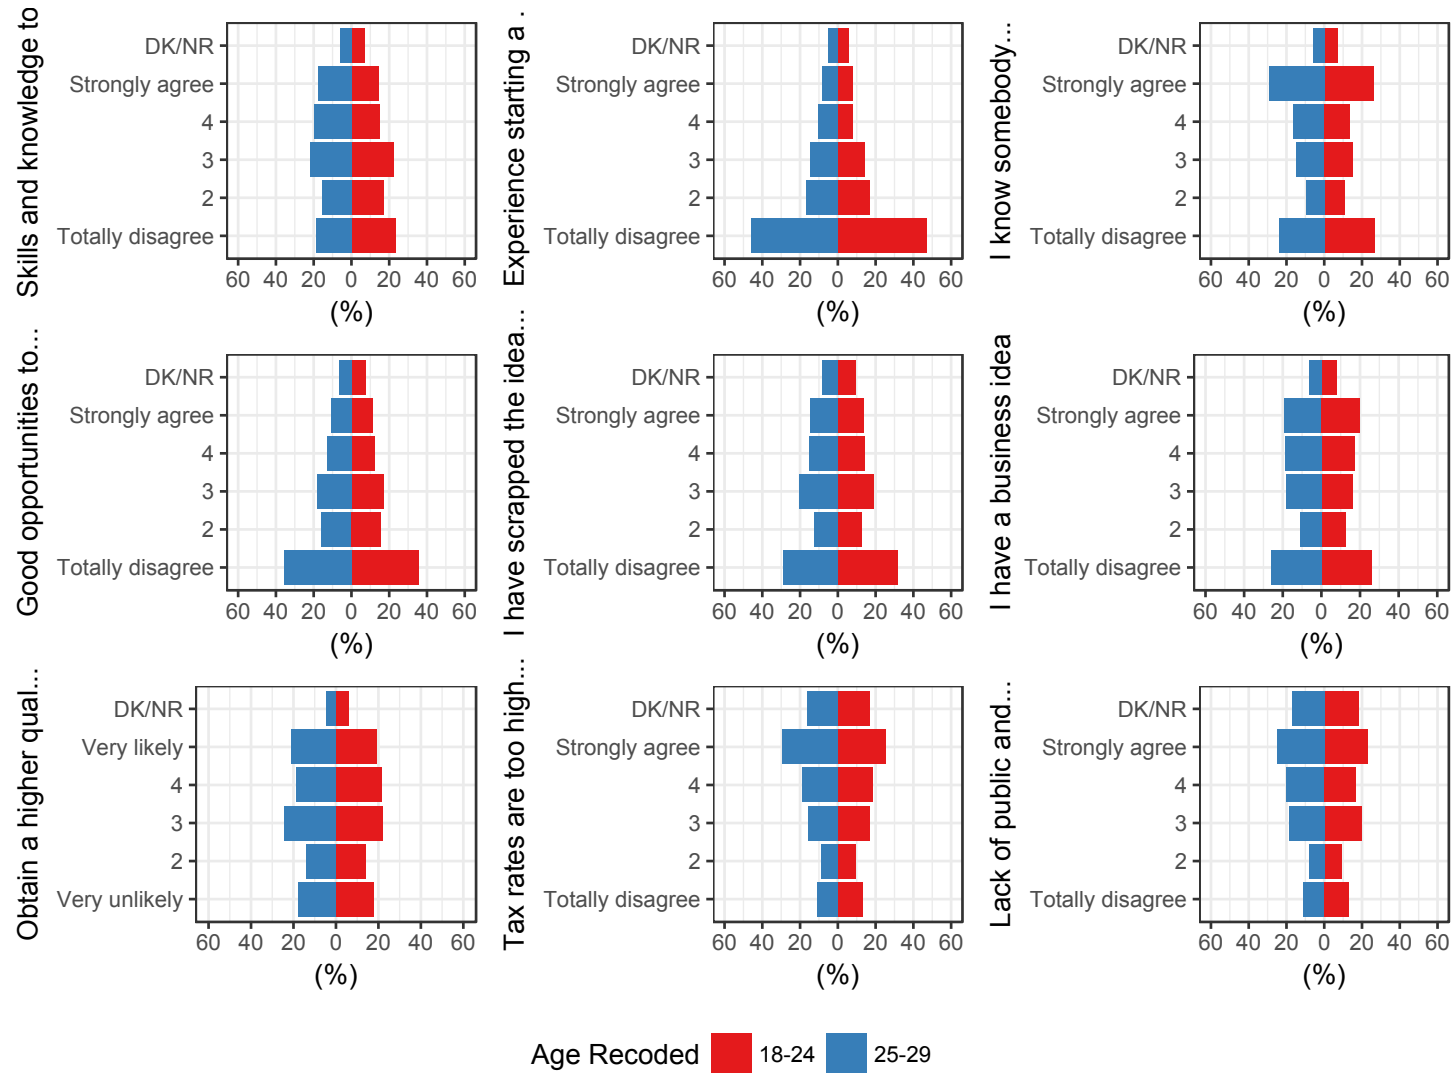 Skills and knowledge to
DK/NR
Strongly agree
4
3
2
Totally disagree
60 40 20 0 20 40 60
(%)
Experience starting a .
DK/NR
Strongly agree
4
3
2
Totally disagree
60 40 20 0 20 40 60
(%)
I know somebody...
DK/NR
Strongly agree
4
3
2
Totally disagree
60 40 20 0 20 40 60
(%)
Good opportunities to...
DK/NR
Strongly agree
4
3
2
Totally disagree
60 40 20 0 20 40 60
(%)
I have scrapped the idea...
DK/NR
Strongly agree
4
3
2
Totally disagree
60 40 20 0 20 40 60
(%)
I have a business idea
DK/NR
Strongly agree
4
3
2
Totally disagree
60 40 20 0 20 40 60
(%)
Obtain a higher qual...
DK/NR
Very likely
4
3
2
Very unlikely
60 40 20 0 20 40 60
(%)
Tax rates are too high...
DK/NR
Strongly agree
4
3
2
Totally disagree
60 40 20 0 20 40 60
(%)
Lack of public and...
DK/NR
Strongly agree
4
3
2
Totally disagree
60 40 20 0 20 40 60
(%)
Age Recoded 18-24 25-29